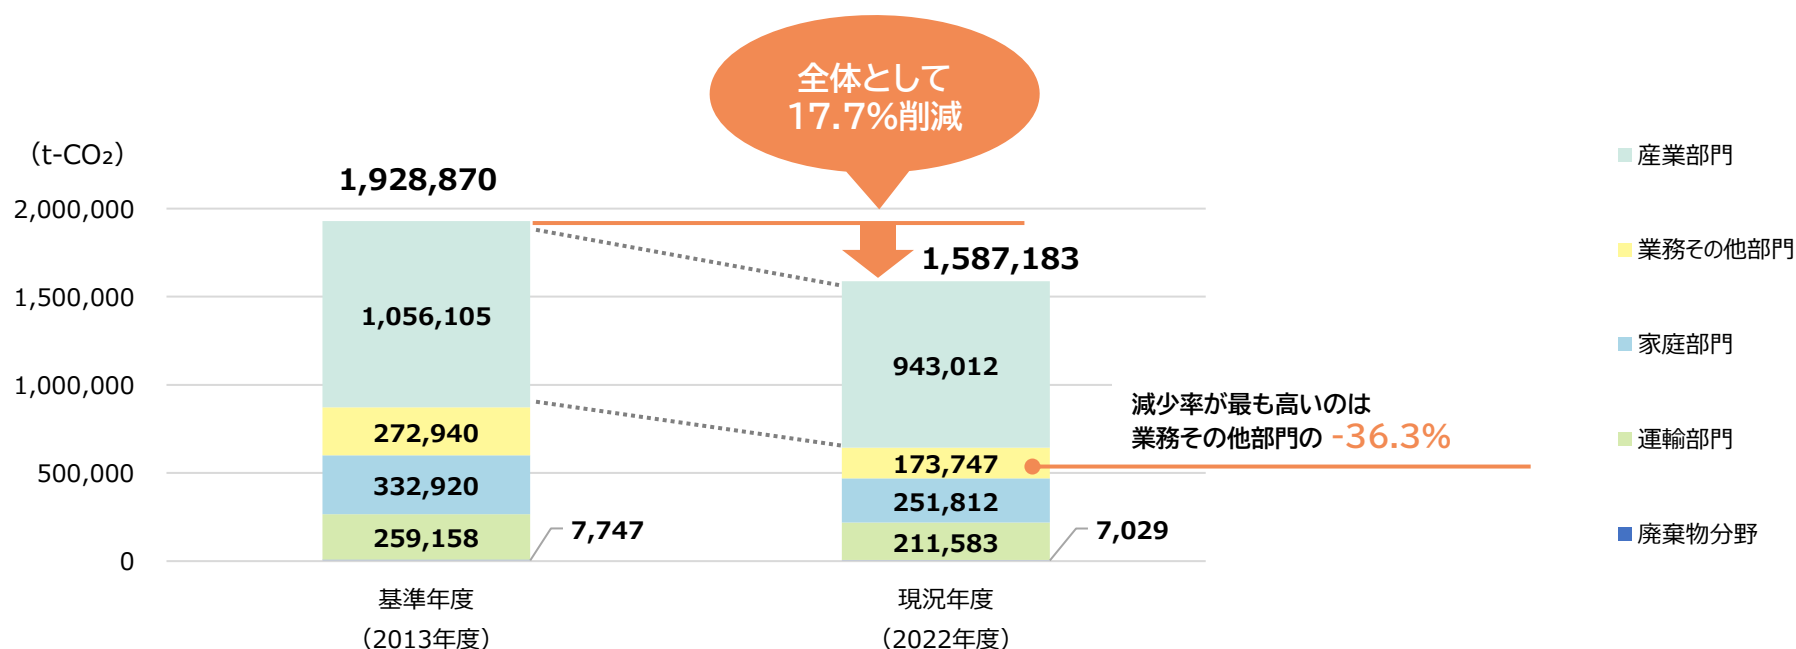 全体として
17.7%削減
（t-CO₂）
1,928,870
1,587,183
2,000,000
1,500,000
1,000,000
500,000
0
1,056,105
272,940
332,920
259,158
7,747
943,012
173,747
251,812
211,583
7,029
減少率が最も高いのは
業務その他部門の -36.3%
基準年度
（2013年度）
現況年度
（2022年度）
産業部門
業務その他部門
家庭部門
運輸部門
廃棄物分野